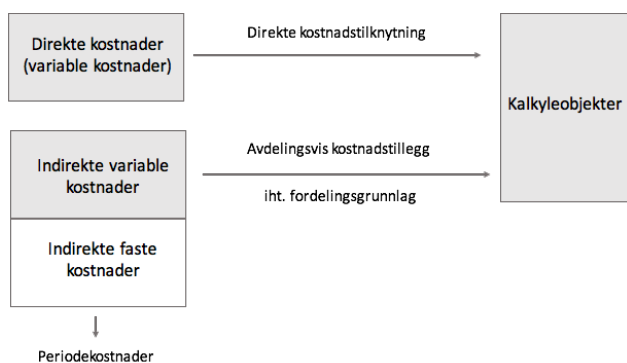 Direkte kostnader
(variable kostnader)
Direkte kostnadstilknytning
Kalkyleobjekter
Indirekte variable
kostnader
Avdelingsvis kostnadstillegg
iht. fordelingsgrunnlag
Indirekte faste
kostnader
Periodekostnader